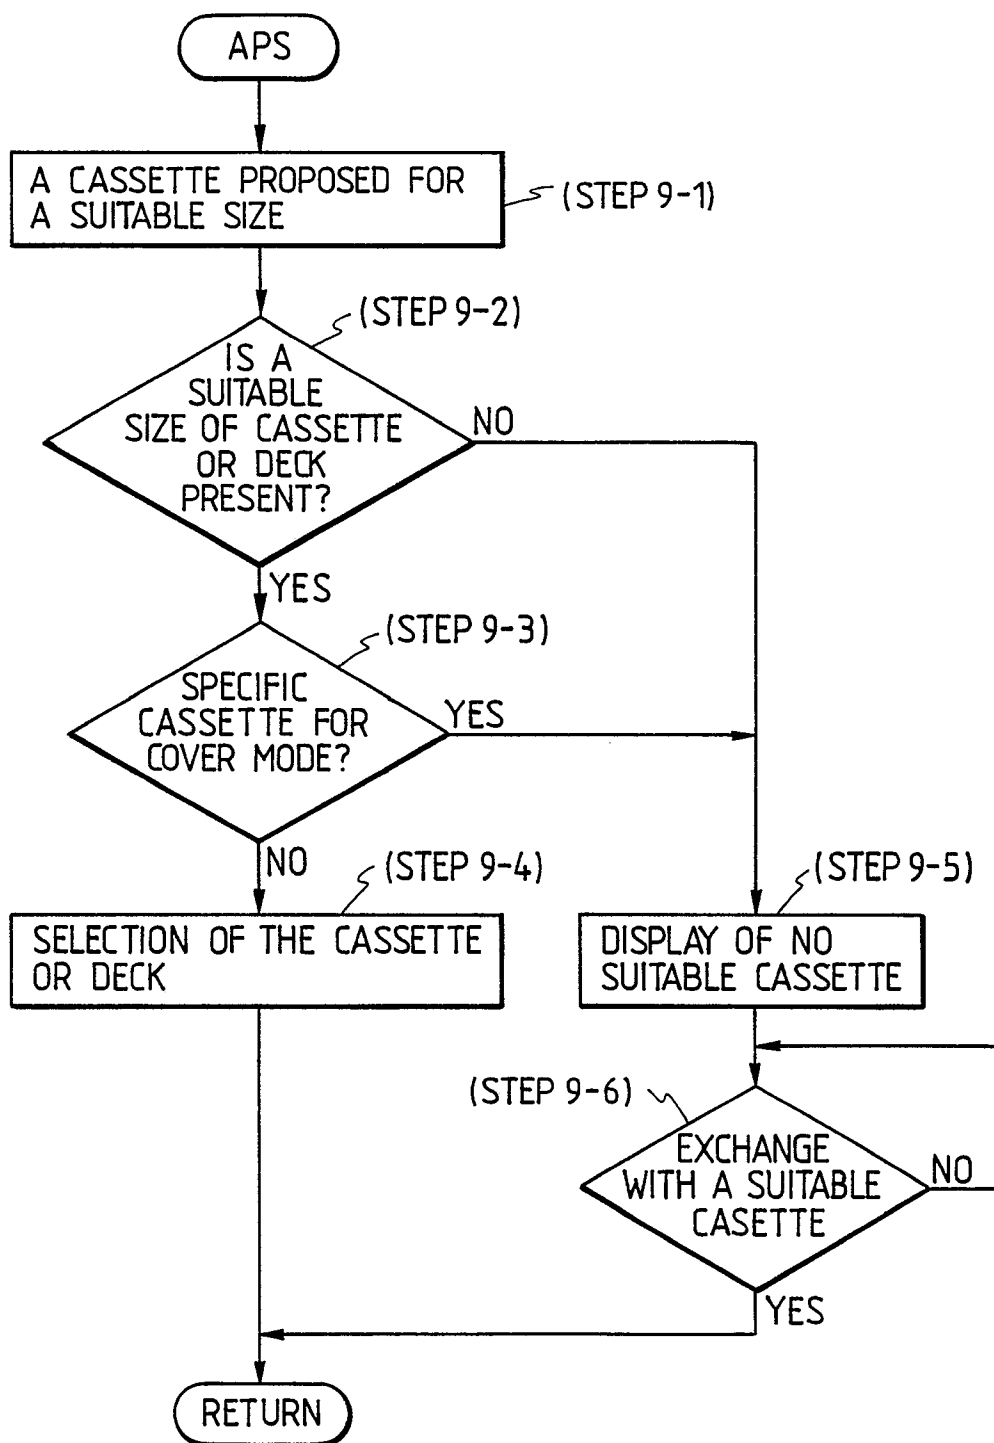 APS
A CASSETTE PROPOSED FOR
A SUITABLE SIZE
(STEP 9-1)
(STEP 9-2)
IS A
SUITABLE
SIZE OF CASSETTE
OR DECK
PRESENT?
NO
YES
(STEP 9-3)
SPECIFIC
CASSETTE FOR
COVER MODE?
YES
NO
(STEP 9-4)
SELECTION OF THE CASSETTE
OR DECK
(STEP 9-5)
DISPLAY OF NO
SUITABLE CASSETTE
(STEP 9-6)
EXCHANGE
WITH A SUITABLE
CASETTE
NO
YES
RETURN